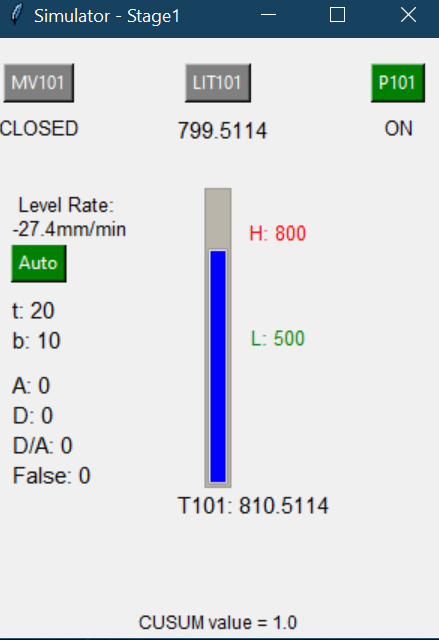 Simulator - Stage1
MV101 LIT101 P101
CLOSED 799.5114 ON
Level Rate:
-27.4mm/min
H: 800
Auto
t: 20
b: 10
L: 500
A: 0
D: 0
D/A: 0
False: 0
T101: 810.5114
CUSUM value = 1.0